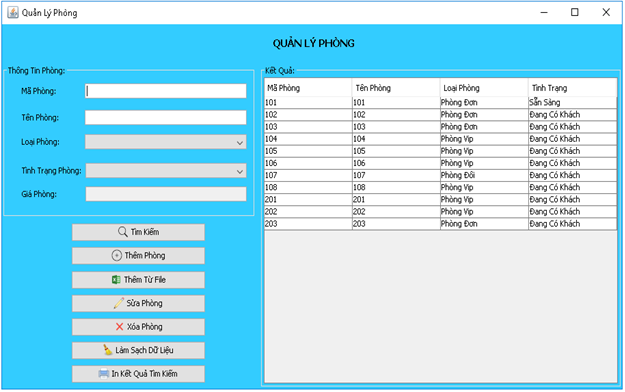 Quản Lý Phòng
QUẢN LÝ PHÒNG
Thông Tin Phòng:
Mã Phòng:
Tên Phòng:
Loại Phòng:
Tình Trạng Phòng:
Giá Phòng:
Tìm Kiếm
Thêm Phòng
Thêm Từ File
Sửa Phòng
Xóa Phòng
Làm Sạch Dữ Liệu
In Kết Quả Tìm Kiếm
Kết Quả:
Mã Phòng Tên Phòng Loại Phòng Tình Trạng
101 101 Phòng Đơn Sẵn Sàng
102 102 Phòng Đơn Đang Có Khách
103 103 Phòng Đơn Đang Có Khách
104 104 Phòng Vip Đang Có Khách
105 105 Phòng Vip Đang Có Khách
106 106 Phòng Vip Đang Có Khách
107 107 Phòng Đôi Đang Có Khách
108 108 Phòng Vip Đang Có Khách
201 201 Phòng Vip Đang Có Khách
202 202 Phòng Vip Đang Có Khách
203 203 Phòng Đơn Đang Có Khách